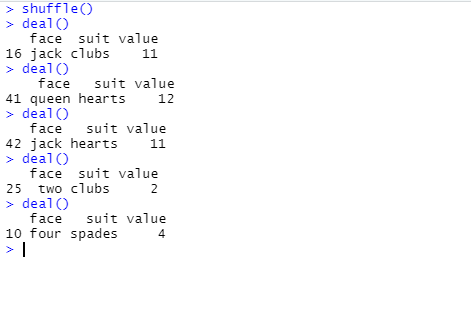 > shuffle()
> deal()
   face  suit value
16 jack clubs    11
> deal()
    face   suit value
41 queen hearts    12
> deal()
   face   suit value
42 jack hearts    11
> deal()
   face  suit value
25  two clubs     2
> deal()
   face   suit value
10 four spades     4
>